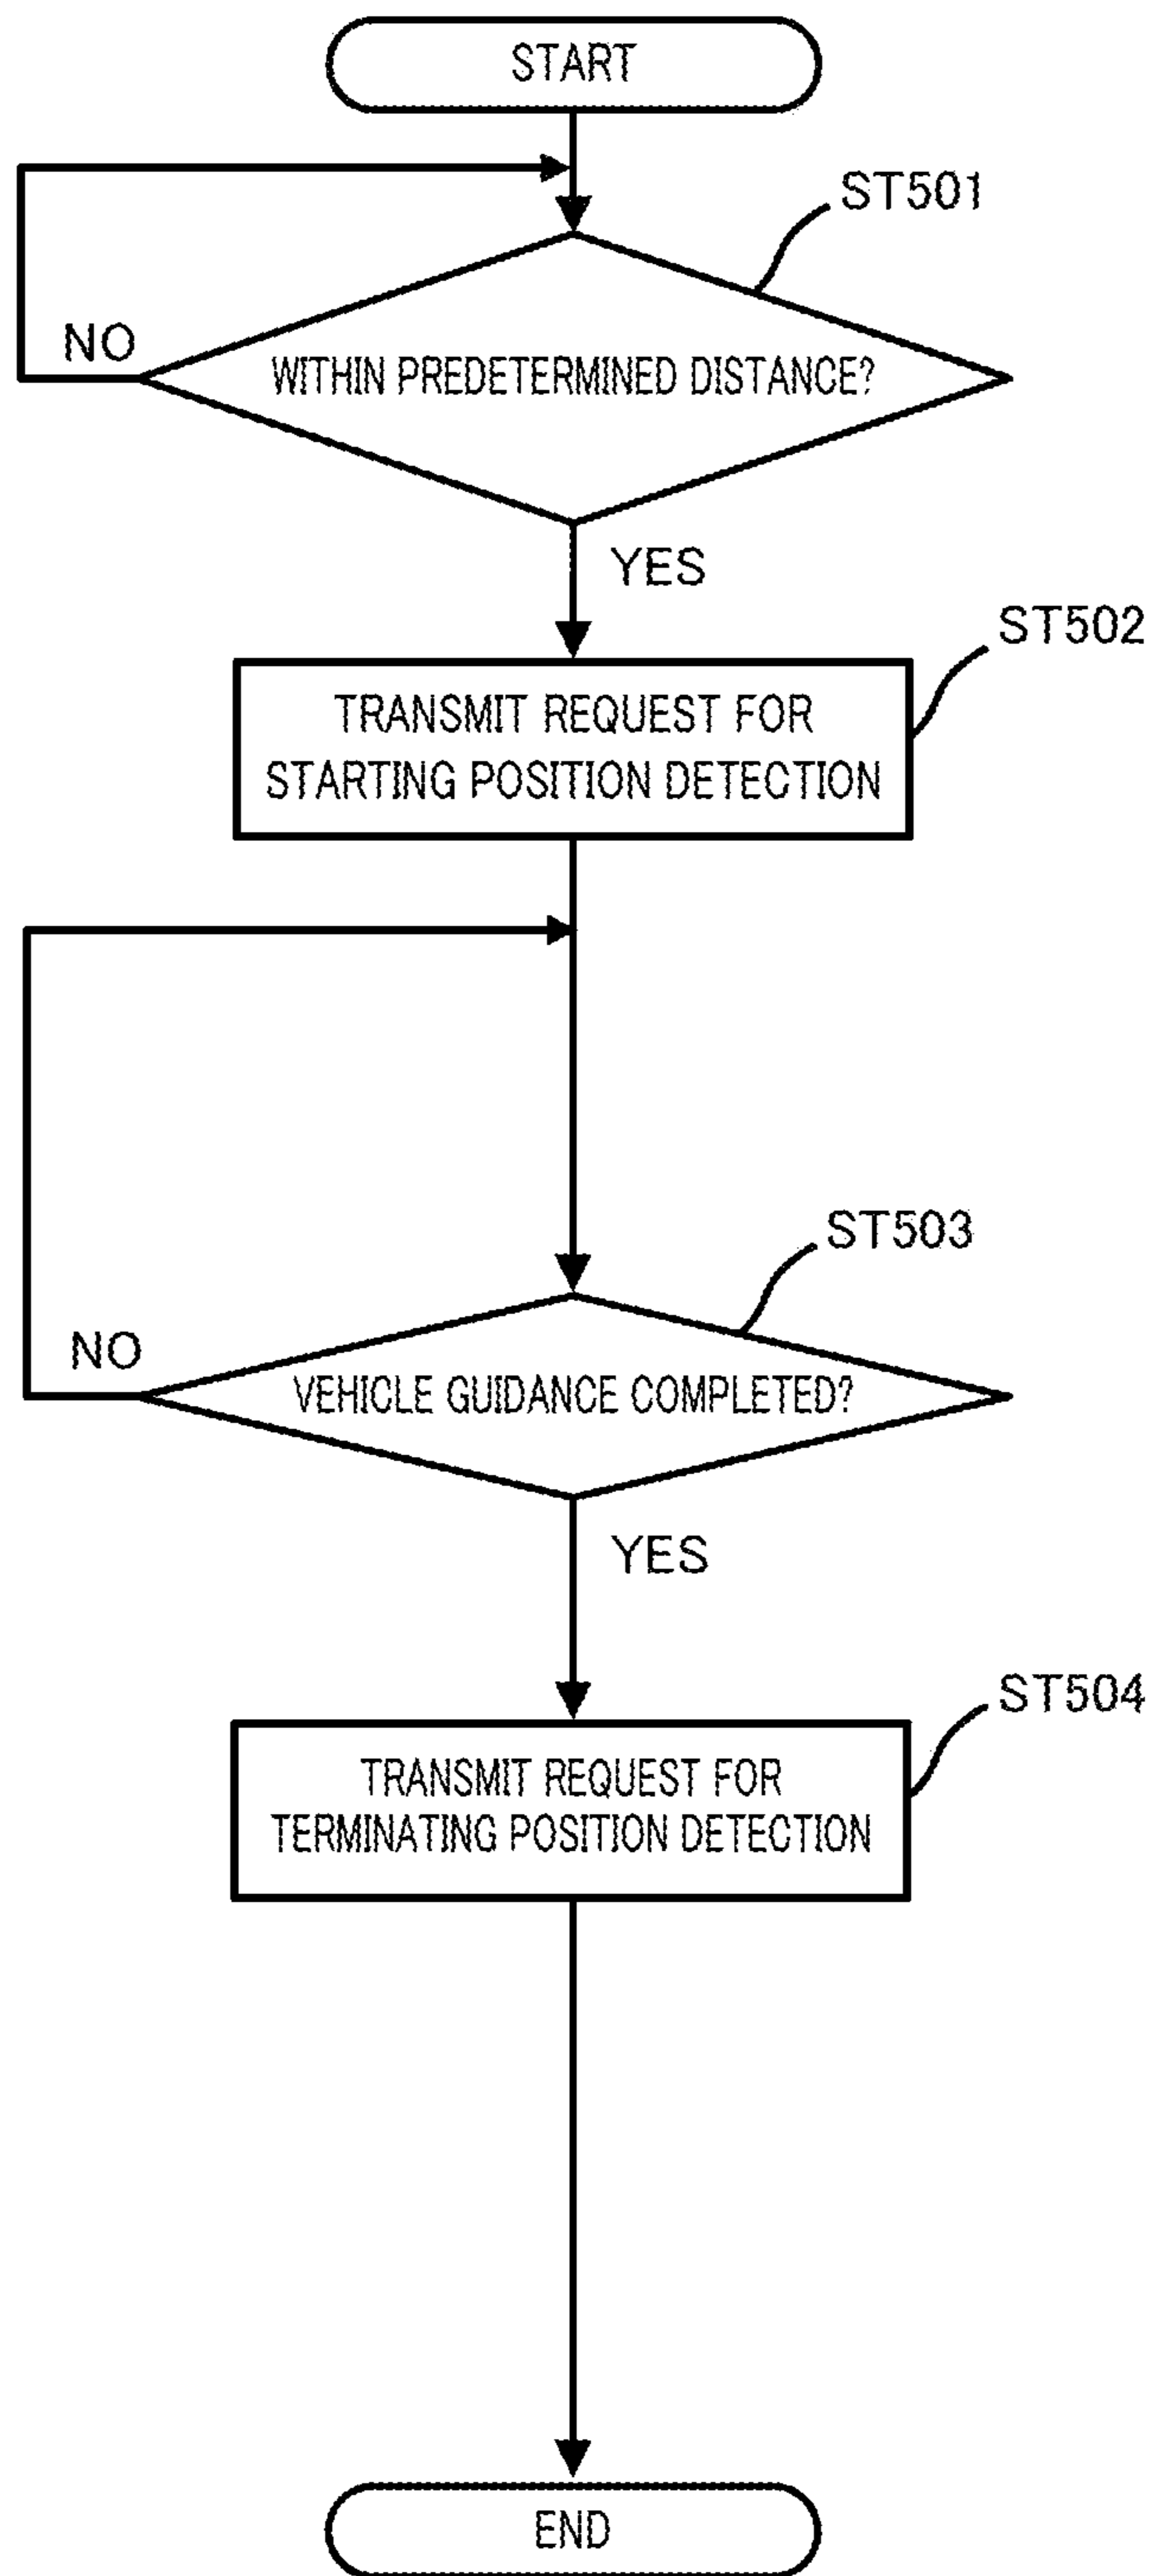 START
ST501
NO
WITHIN PREDETERMINED DISTANCE?
YES
ST502
TRANSMIT REQUEST FOR
STARTING POSITION DETECTION
ST503
NO
VEHICLE GUIDANCE COMPLETED?
YES
ST504
TRANSMIT REQUEST FOR
TERMINATING POSITION DETECTION
END